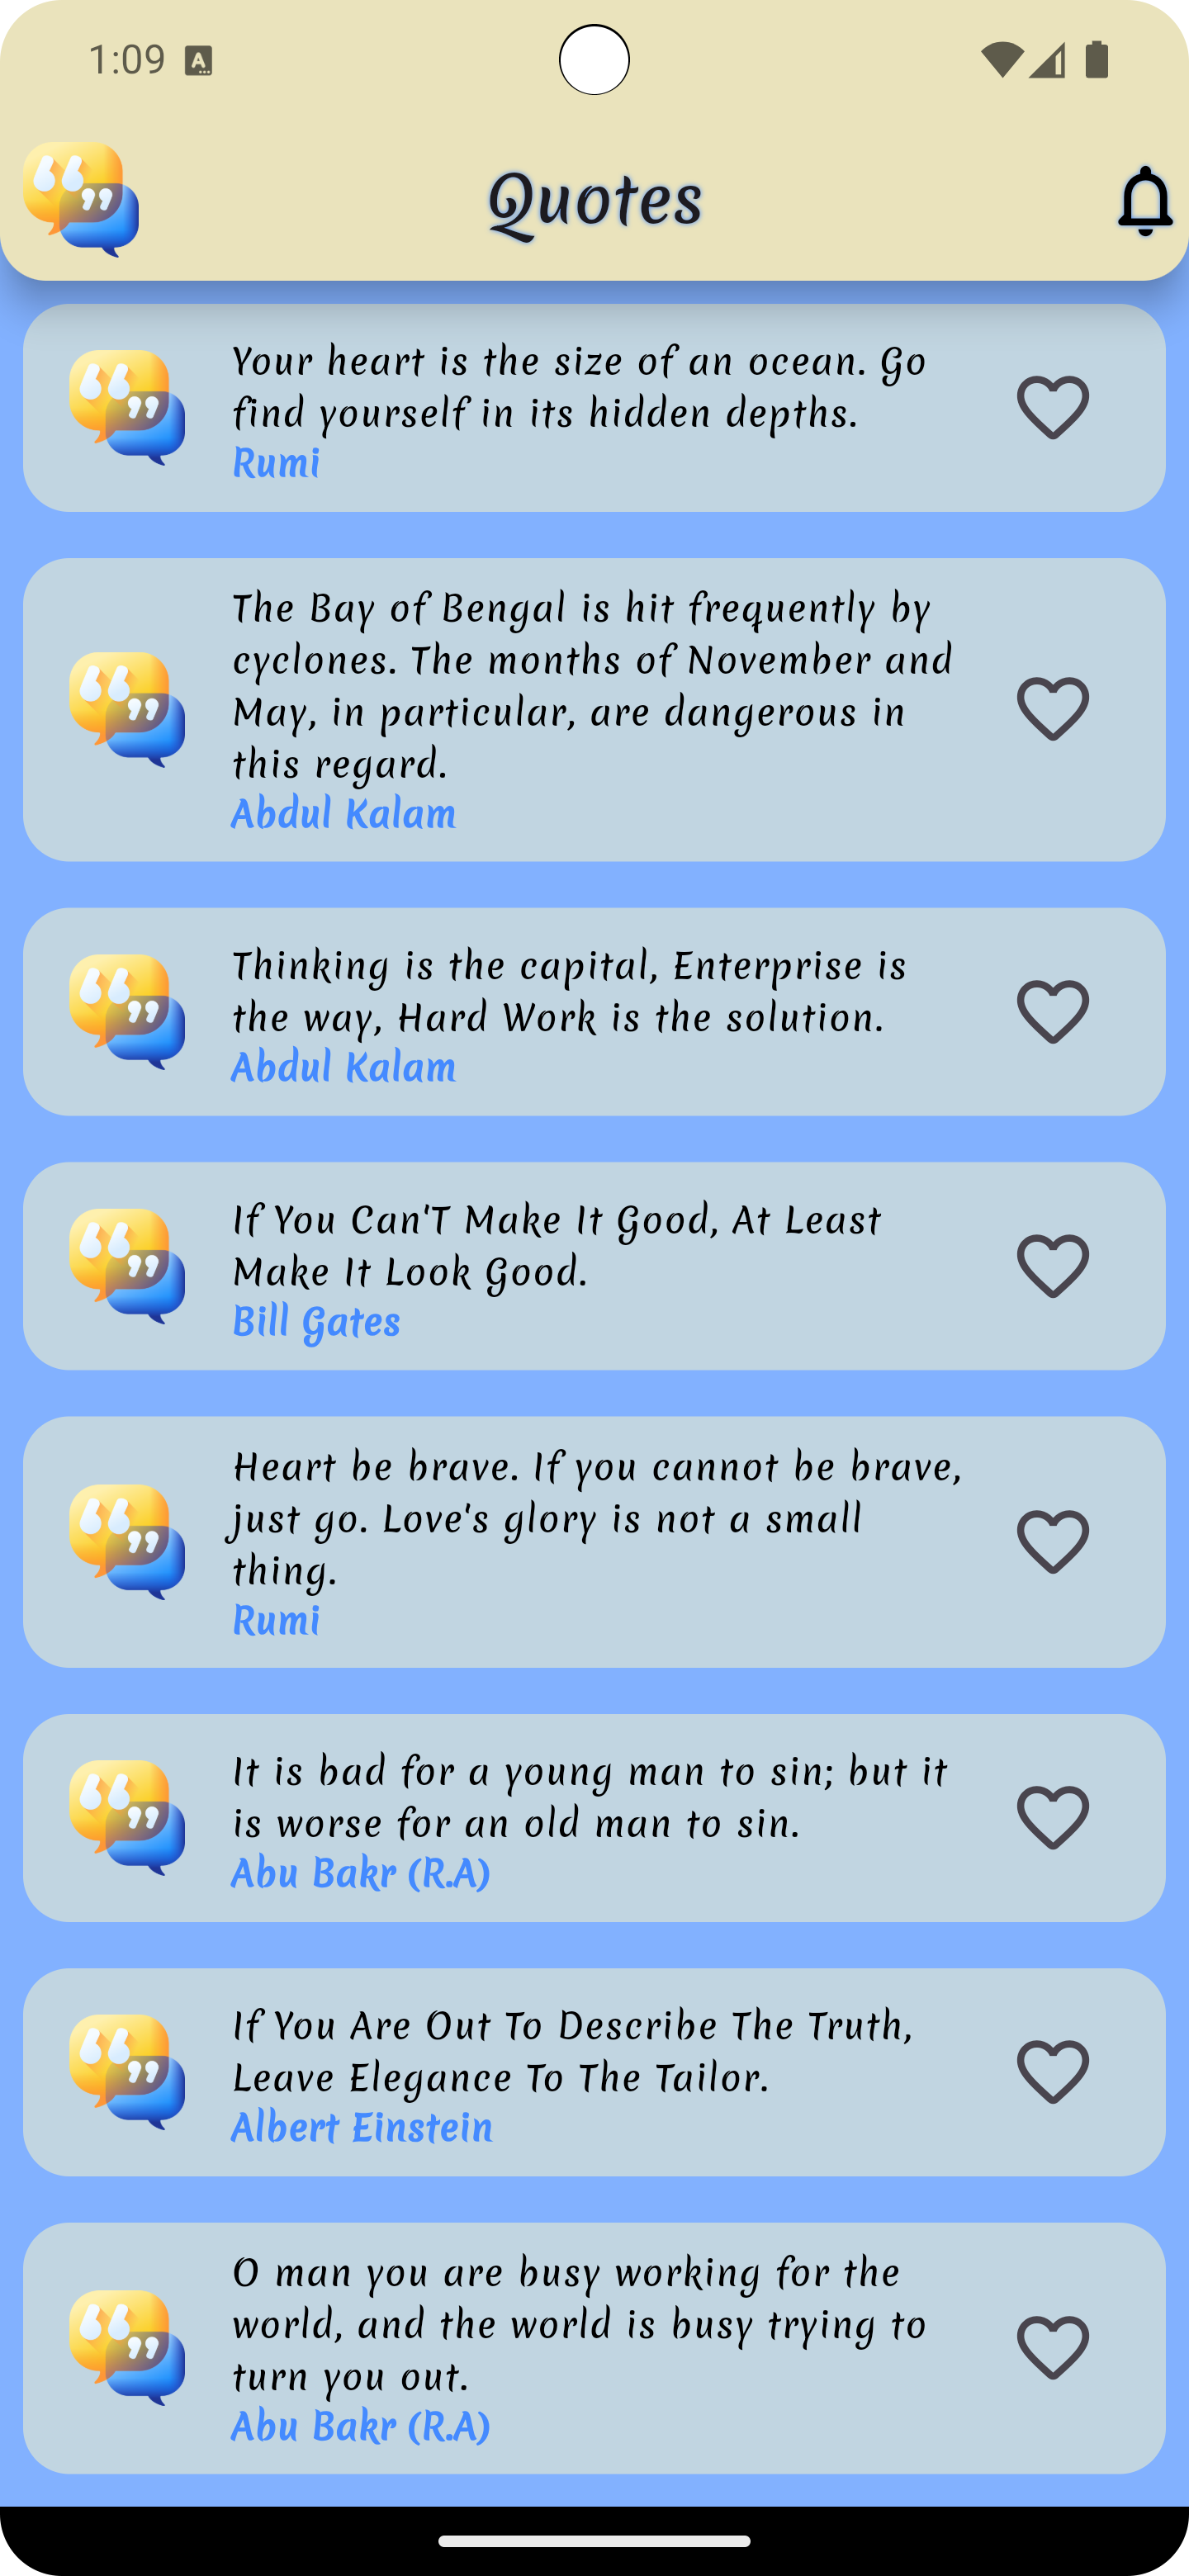 1:09
Quotes
Your heart is the size of an ocean. Go
find yourself in its hidden depths.
Rumi
The Bay of Bengal is hit frequently by
cyclones. The months of November and
May, in particular, are dangerous in
this regard.
Abdul Kalam
Thinking is the capital, Enterprise is
the way, Hard Work is the solution.
Abdul Kalam
If You Can'T Make It Good, At Least
Make It Look Good.
Bill Gates
Heart be brave. If you cannot be brave,
just go. Love's glory is not a small
thing.
Rumi
It is bad for a young man to sin; but it
is worse for an old man to sin.
Abu Bakr (R.A)
If You Are Out To Describe The Truth,
Leave Elegance To The Tailor.
Albert Einstein
O man you are busy working for the
world, and the world is busy trying to
turn you out.
Abu Bakr (R.A)